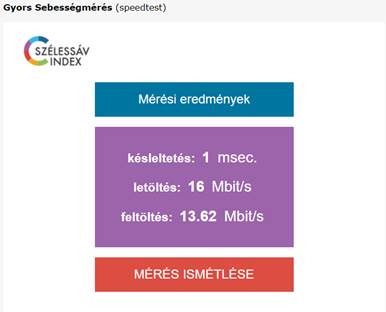 Gyors Sebességmérés (speedtest)
SZÉLESSÁV
INDEX
Mérési eredmények
késleltetés: 1 msec.
letöltés: 16 Mbit/s
feltöltés: 13.62 Mbit/s
MÉRÉS ISMÉTLÉSE